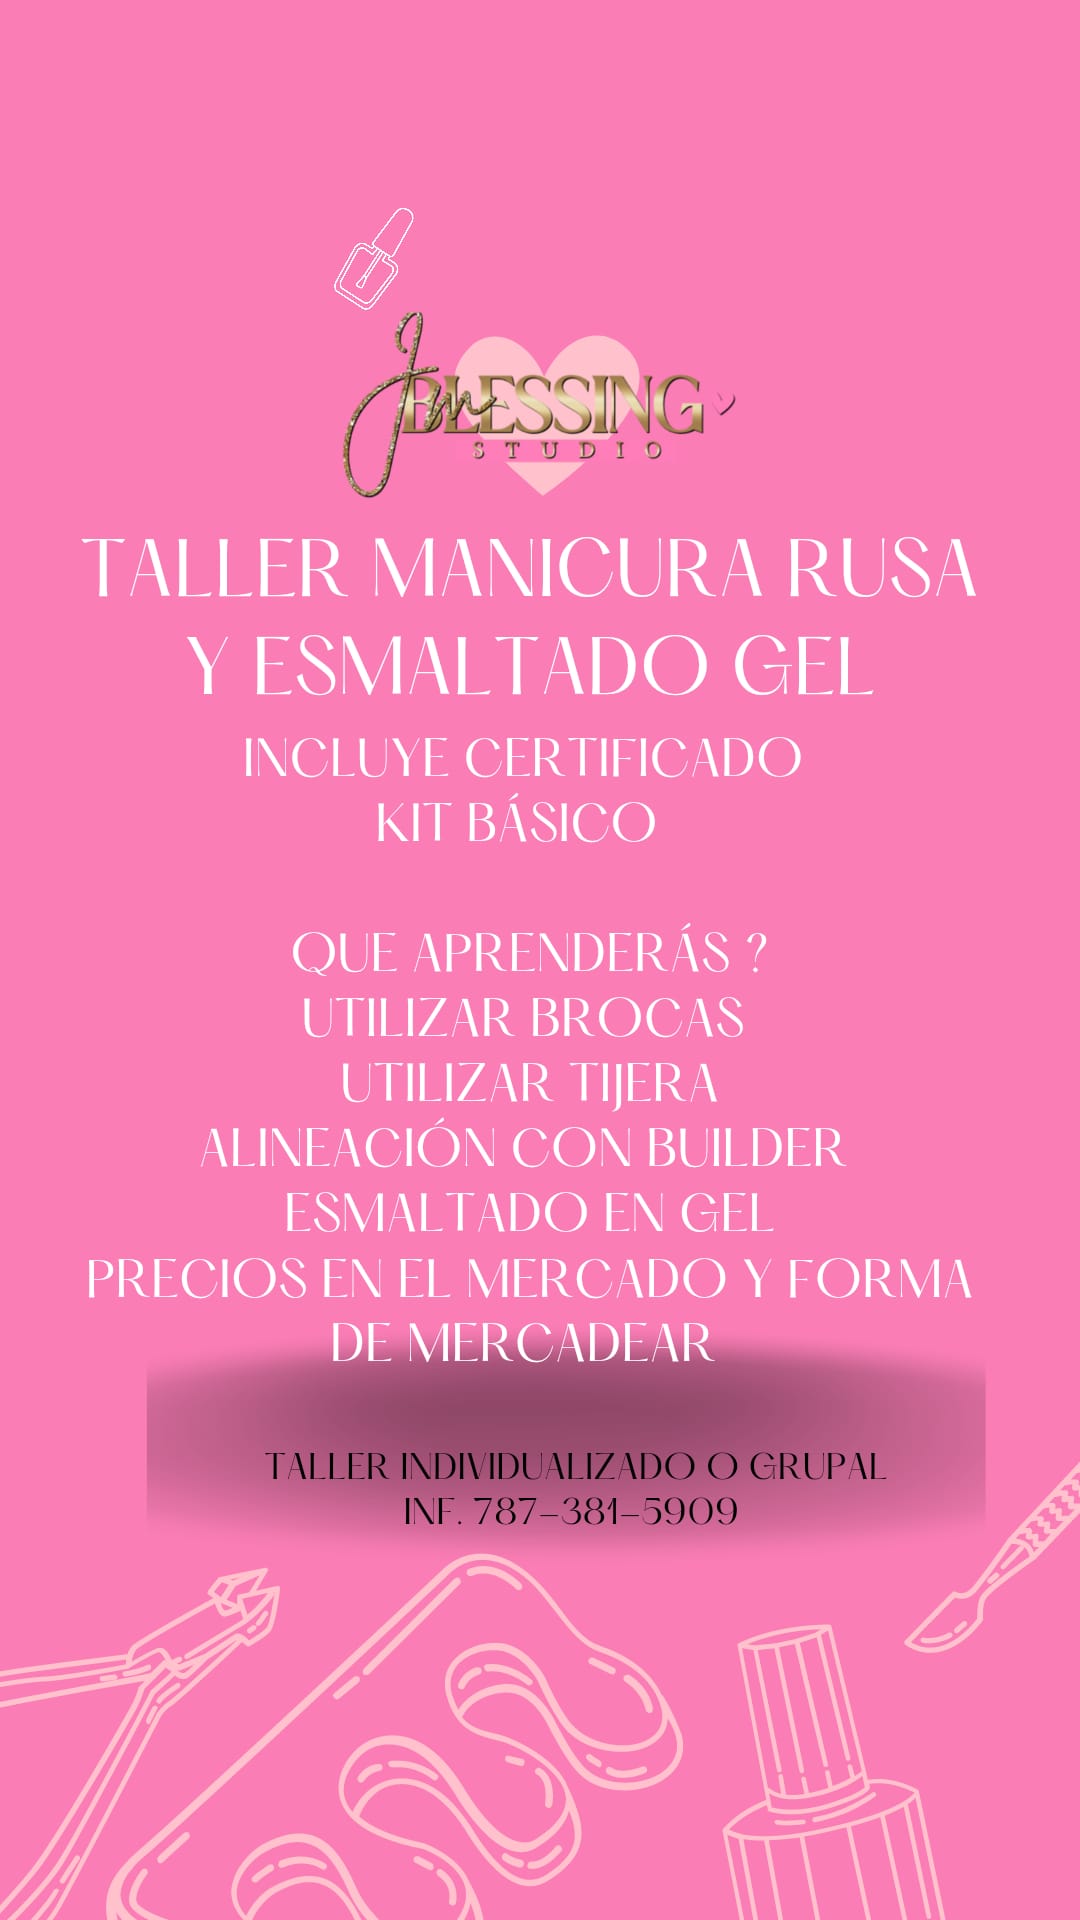 Jm BLESSING
STUDIO
TALLER MANICURA RUSA
Y ESMALTADO GEL
INCLUYE CERTIFICADO
KIT BÁSICO
QUE APRENDERÁS ?
UTILIZAR BROCAS
UTILIZAR TIJERA
ALINEACIÓN CON BUILDER
ESMALTADO EN GEL
PRECIOS EN EL MERCADO Y FORMA
DE MERCADEAR
TALLER INDIVIDUALIZADO O GRUPAL
INF. 787-381-5909